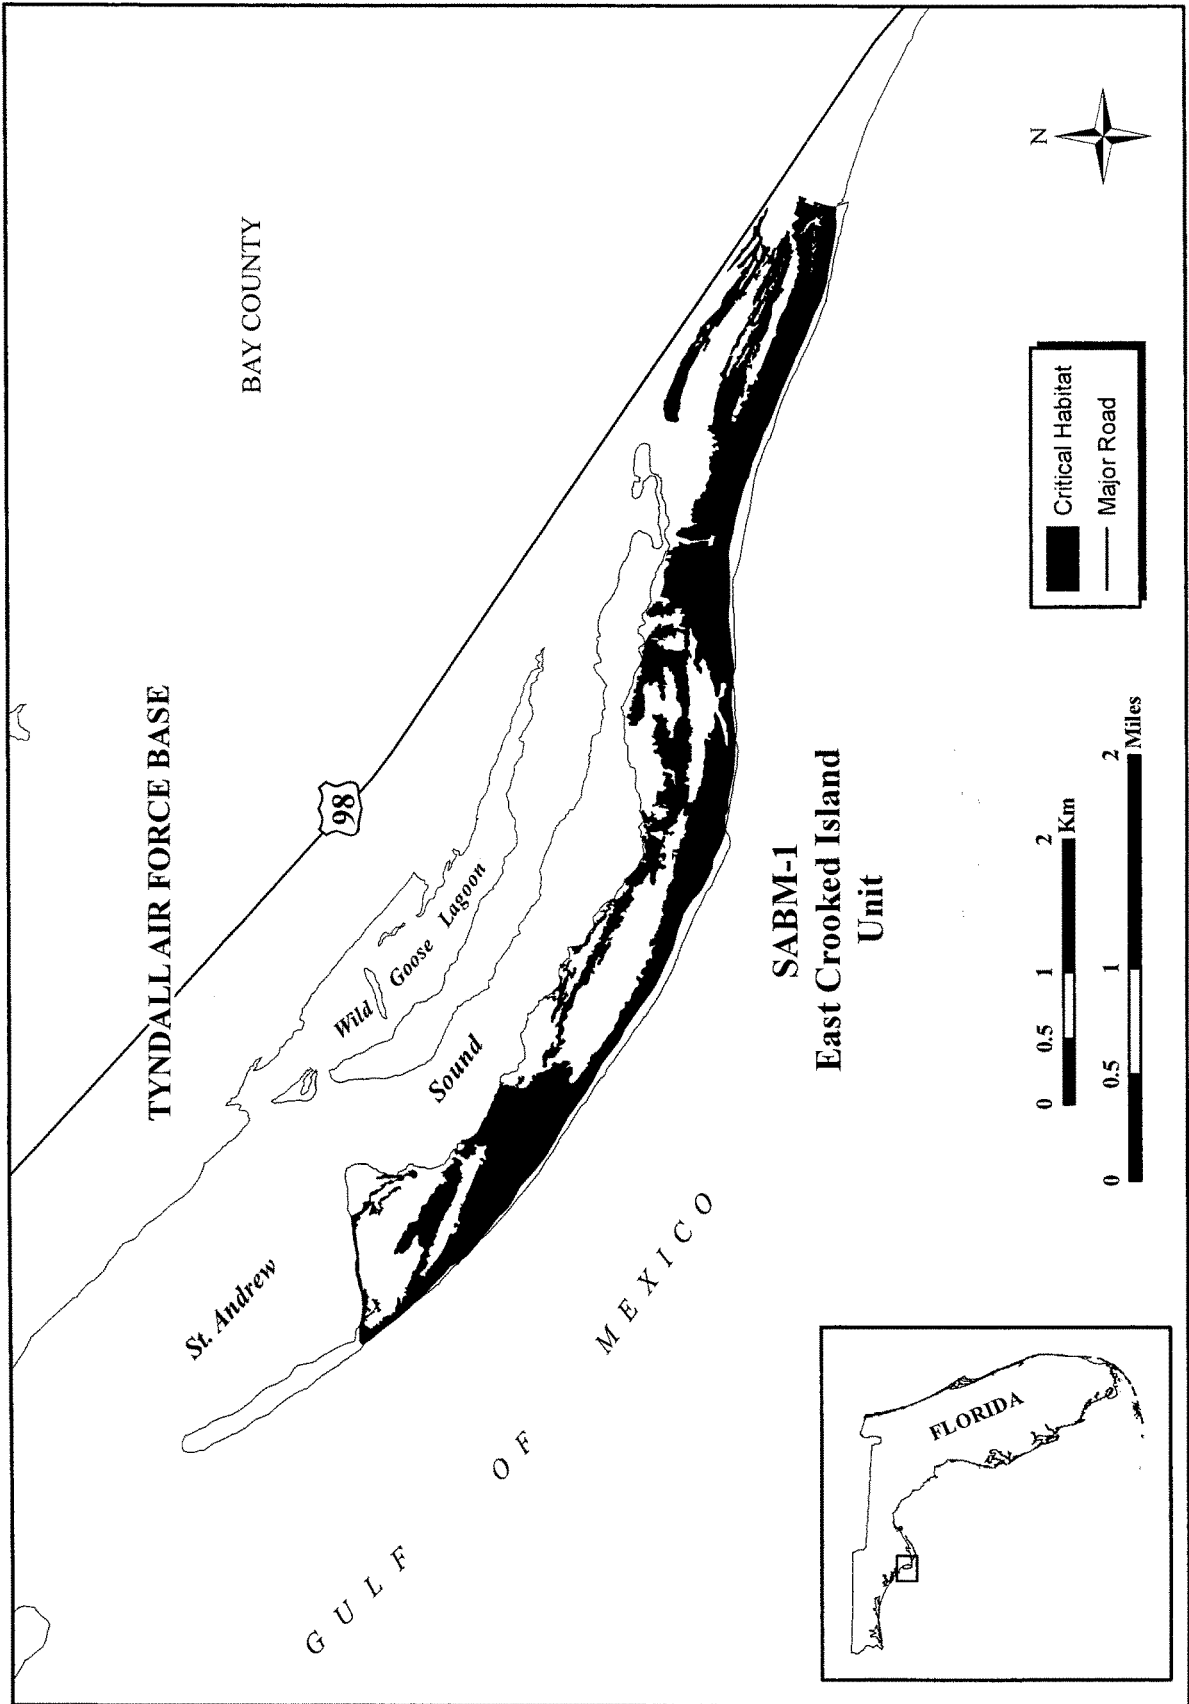 TYNDALL AIR FORCE BASE
BAY COUNTY
98
Wild Goose Lagoon
St. Andrew Sound
GULF OF MEXICO
SABM-1
East Crooked Island
Unit
N
FLORIDA
0 0.5 1 2
Km
0 0.5 1 2
Miles
Critical Habitat
Major Road